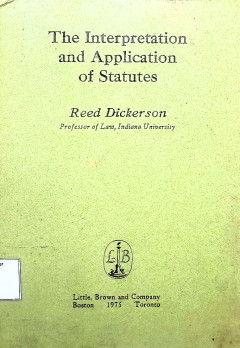 The Interpretation
and Application
of Statutes
Reed Dickerson
Professor of Law, Indiana University
L B
Little, Brown and Company
Boston 1975 Toronto